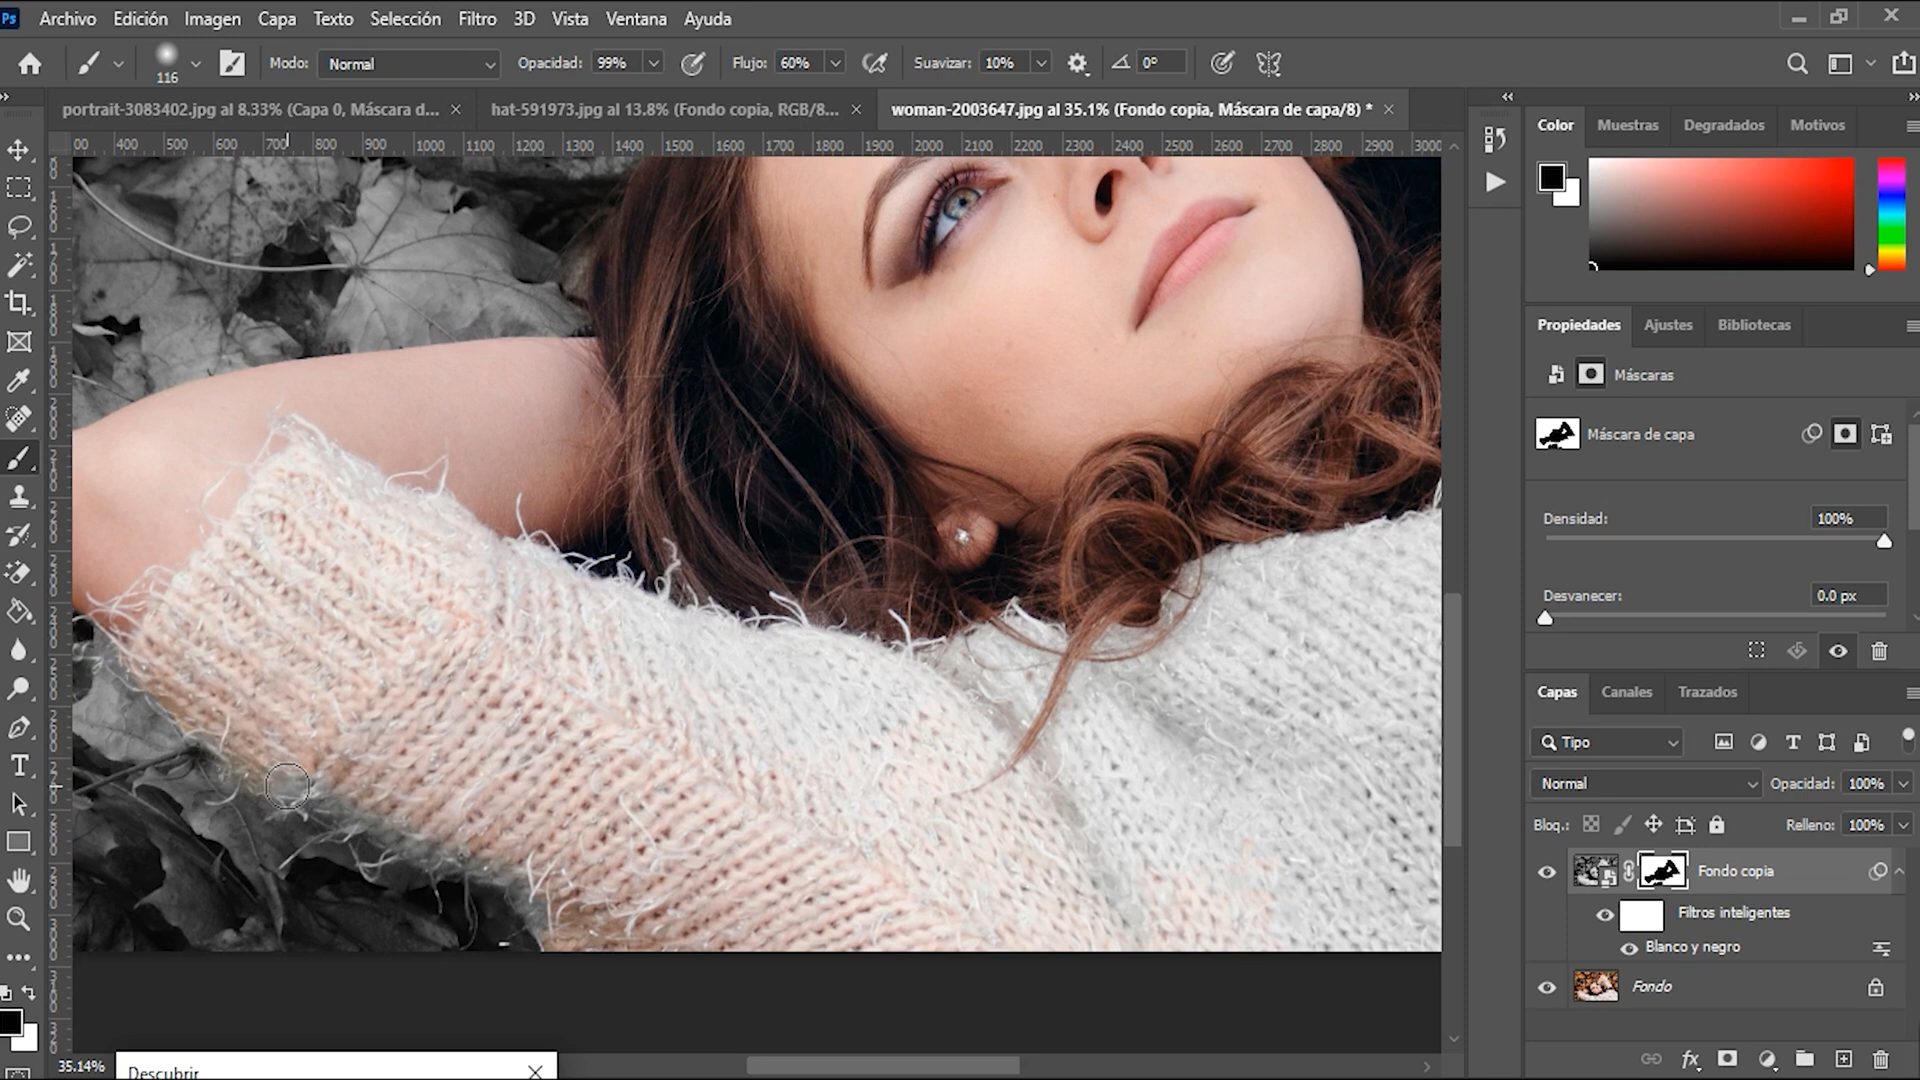 Ps Archivo Edición Imagen Capa Texto Selección Filtro 3D Vista Ventana Ayuda
116 Modo: Normal Opacidad: 99% Flujo: 60% Suavizar: 10% 0°
portrait-3083402.jpg al 8.33% (Capa 0, Máscara d... hat-591973.jpg al 13.8% (Fondo copia, RGB/8... woman-2003647.jpg al 35.1% (Fondo copia, Máscara de capa/8) *
00 400 500 600 700 800 900 1000 1100 1200 1300 1400 1500 1600 1700 1800 1900 2000 2100 2200 2300 2400 2500 2600 2700 2800 2900 3000
Color Muestras Degradados Motivos
Propiedades Ajustes Bibliotecas
Máscaras
Máscara de capa
Densidad: 100%
Desvanecer: 0.0 px
Capas Canales Trazados
Tipo
Normal Opacidad: 100%
Bloq.: Relleno: 100%
Fondo copia
Filtros inteligentes
Blanco y negro
Fondo
35.14%
Descubrir